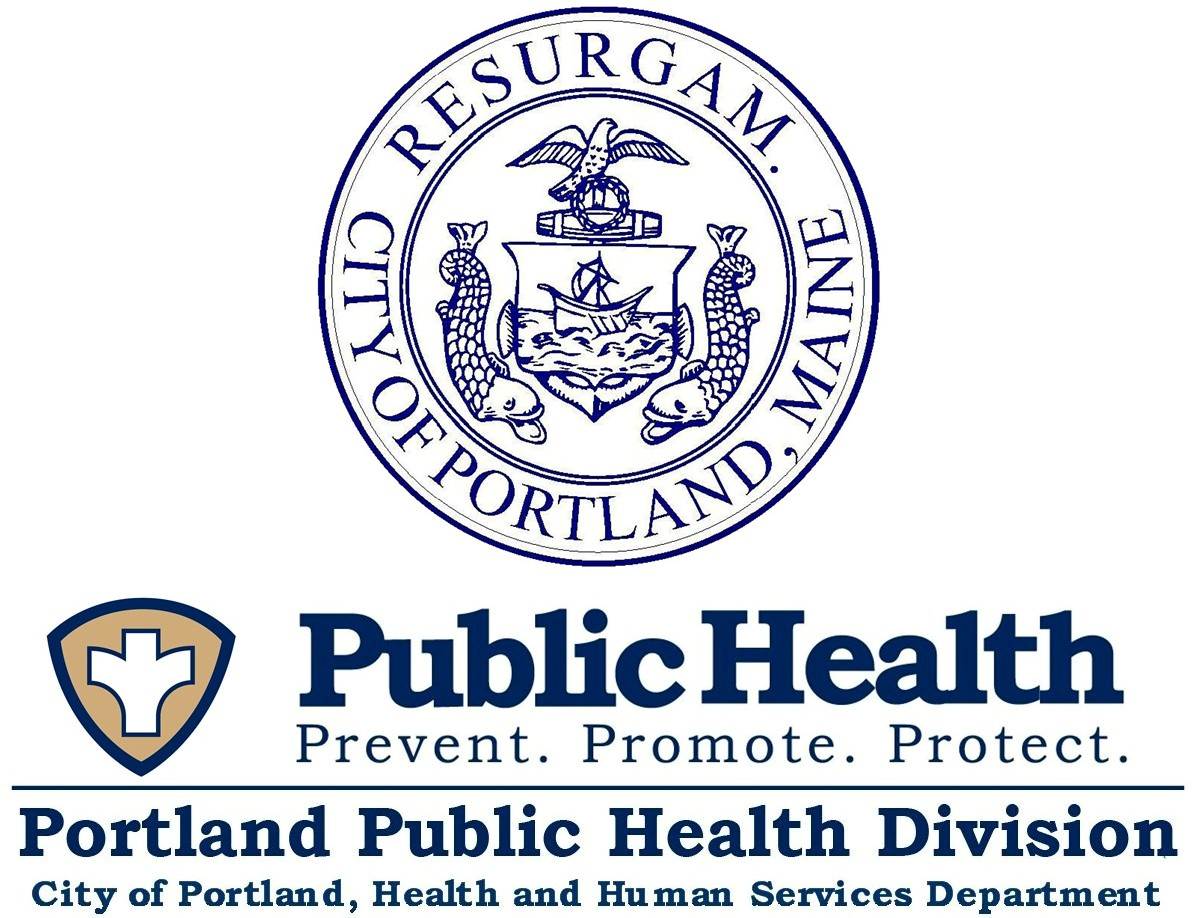 RESURGAM.
CITY OF PORTLAND, MAINE
Public Health
Prevent. Promote. Protect.
Portland Public Health Division
City of Portland, Health and Human Services Department